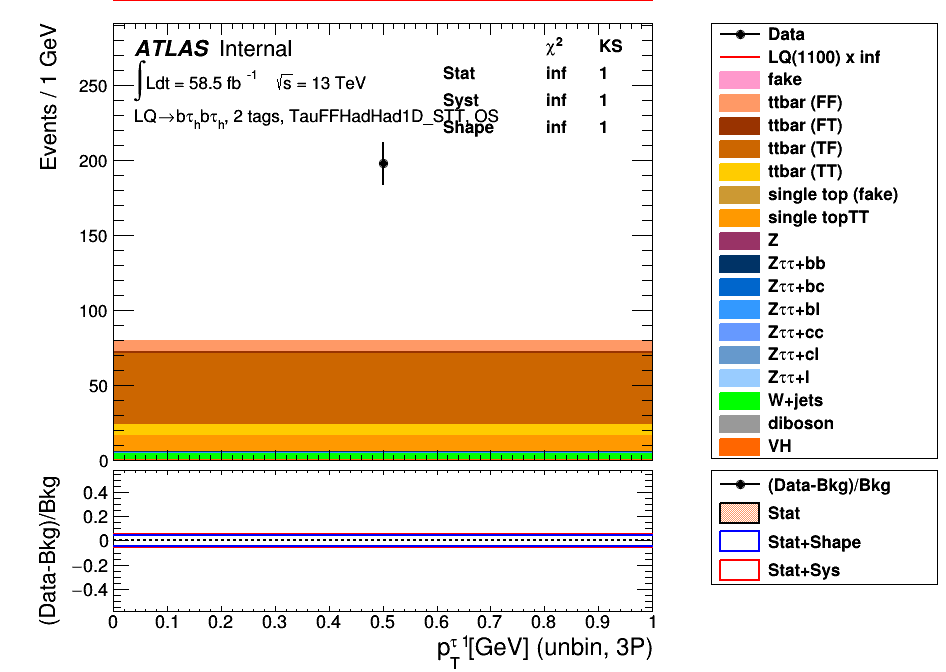 Events / 1 GeV
ATLAS Internal
∫Ldt = 58.5 fb⁻¹ √s = 13 TeV
LQ→bτₕbτₕ, 2 tags, TauFFHadHad1D_STT, OS
χ² KS
Stat inf 1
Syst inf 1
Shape inf 1
250
200
150
100
50
0
Data
LQ(1100) x inf
fake
ttbar (FF)
ttbar (FT)
ttbar (TF)
ttbar (TT)
single top (fake)
single topTT
Z
Zττ+bb
Zττ+bc
Zττ+bl
Zττ+cc
Zττ+cl
Zττ+l
W+jets
diboson
VH
(Data-Bkg)/Bkg
0.4
0.2
0
−0.2
−0.4
0 0.1 0.2 0.3 0.4 0.5 0.6 0.7 0.8 0.9 1
p_T^τ1[GeV] (unbin, 3P)
(Data-Bkg)/Bkg
Stat
Stat+Shape
Stat+Sys